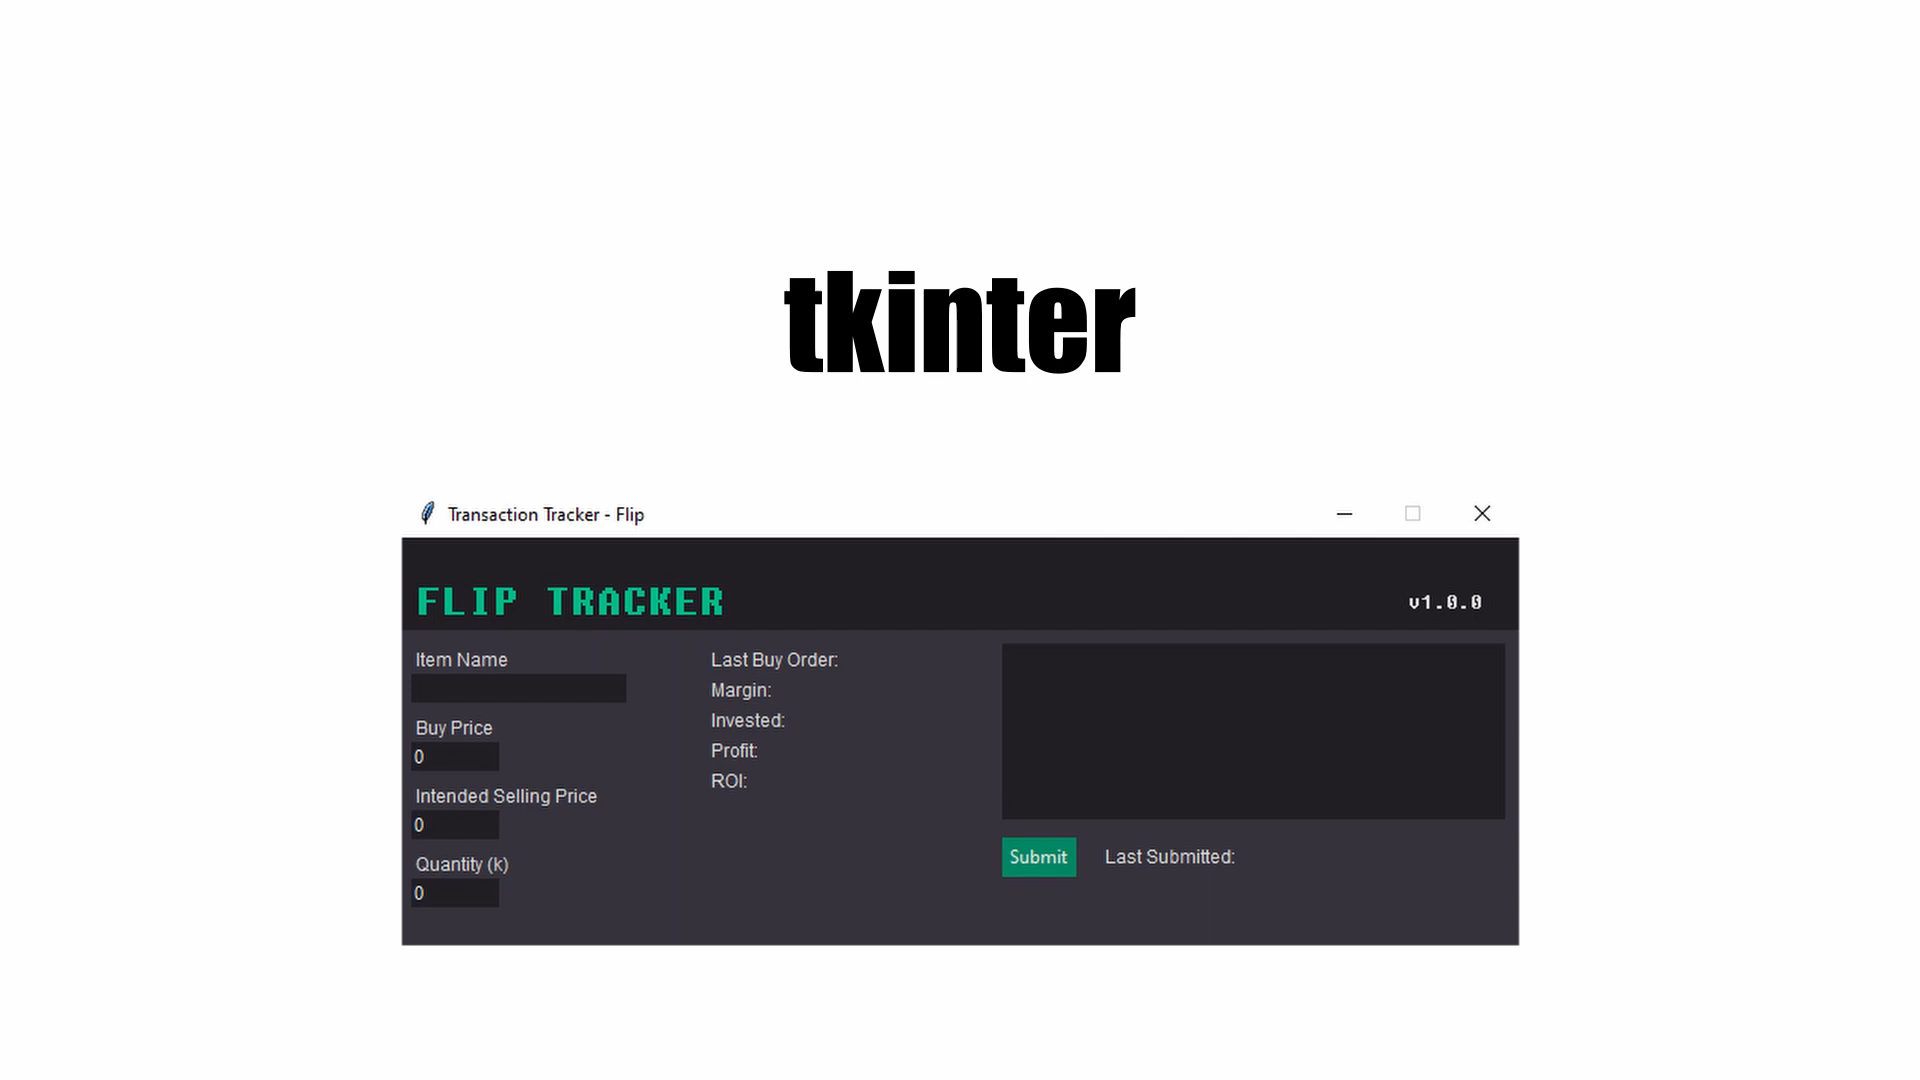 tkinter
Transaction Tracker - Flip
FLIP TRACKER
v1.0.0
Item Name
Buy Price
0
Intended Selling Price
0
Quantity (k)
0
Last Buy Order:
Margin:
Invested:
Profit:
ROI:
Submit
Last Submitted: